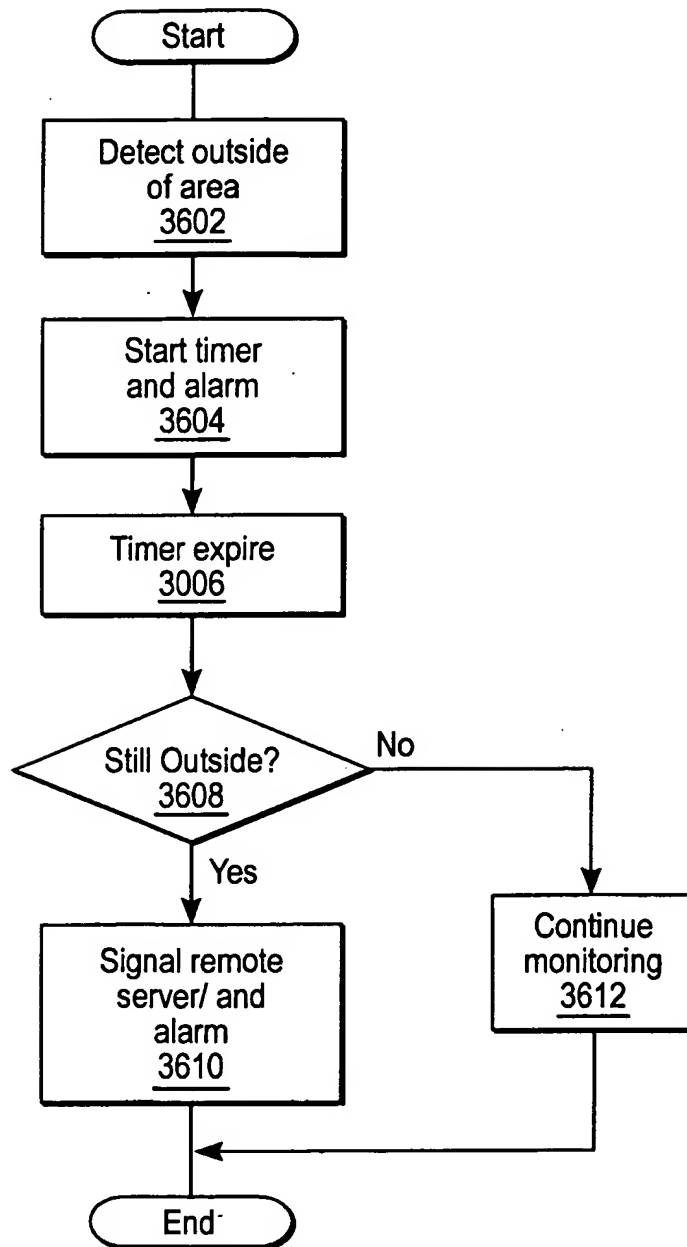 Start
Detect outside
of area
3602
Start timer
and alarm
3604
Timer expire
3006
Still Outside?
3608
No
Yes
Signal remote
server/ and
alarm
3610
Continue
monitoring
3612
End